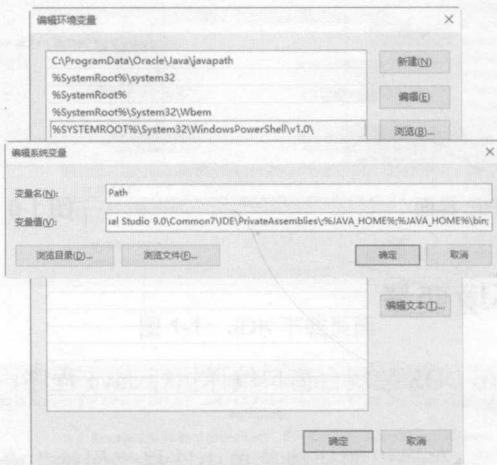 编辑环境变量
C:\ProgramData\Oracle\Java\javapath
%SystemRoot%\system32
%SystemRoot%
%SystemRoot%\System32\Wbem
%SYSTEMROOT%\System32\WindowsPowerShell\v1.0\
新建(N)
编辑(E)
浏览(B)...
编辑系统变量
变量名(N):
Path
变量值(V):
ual Studio 9.0\Common7\IDE\PrivateAssemblies\;%JAVA_HOME%;%JAVA_HOME%\bin;
浏览目录(D)...
浏览文件(F)...
确定
取消
编辑文本(T)...
确定
取消